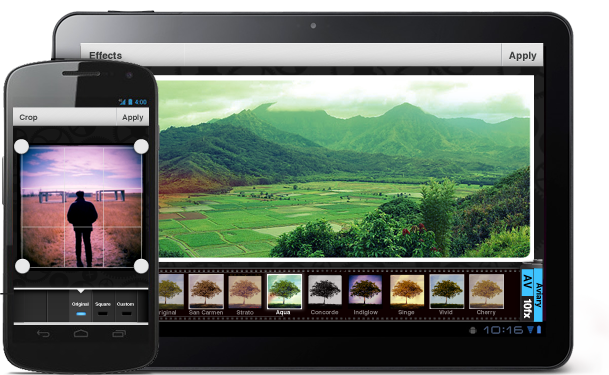 Effects
Apply
4:00
Crop
Apply
Original
Square
Custom
riginal
San Carmen
Strato
Aqua
Concorde
Indiglow
Singe
Vivid
Cherry
Aviary
AV 10fx
10:16